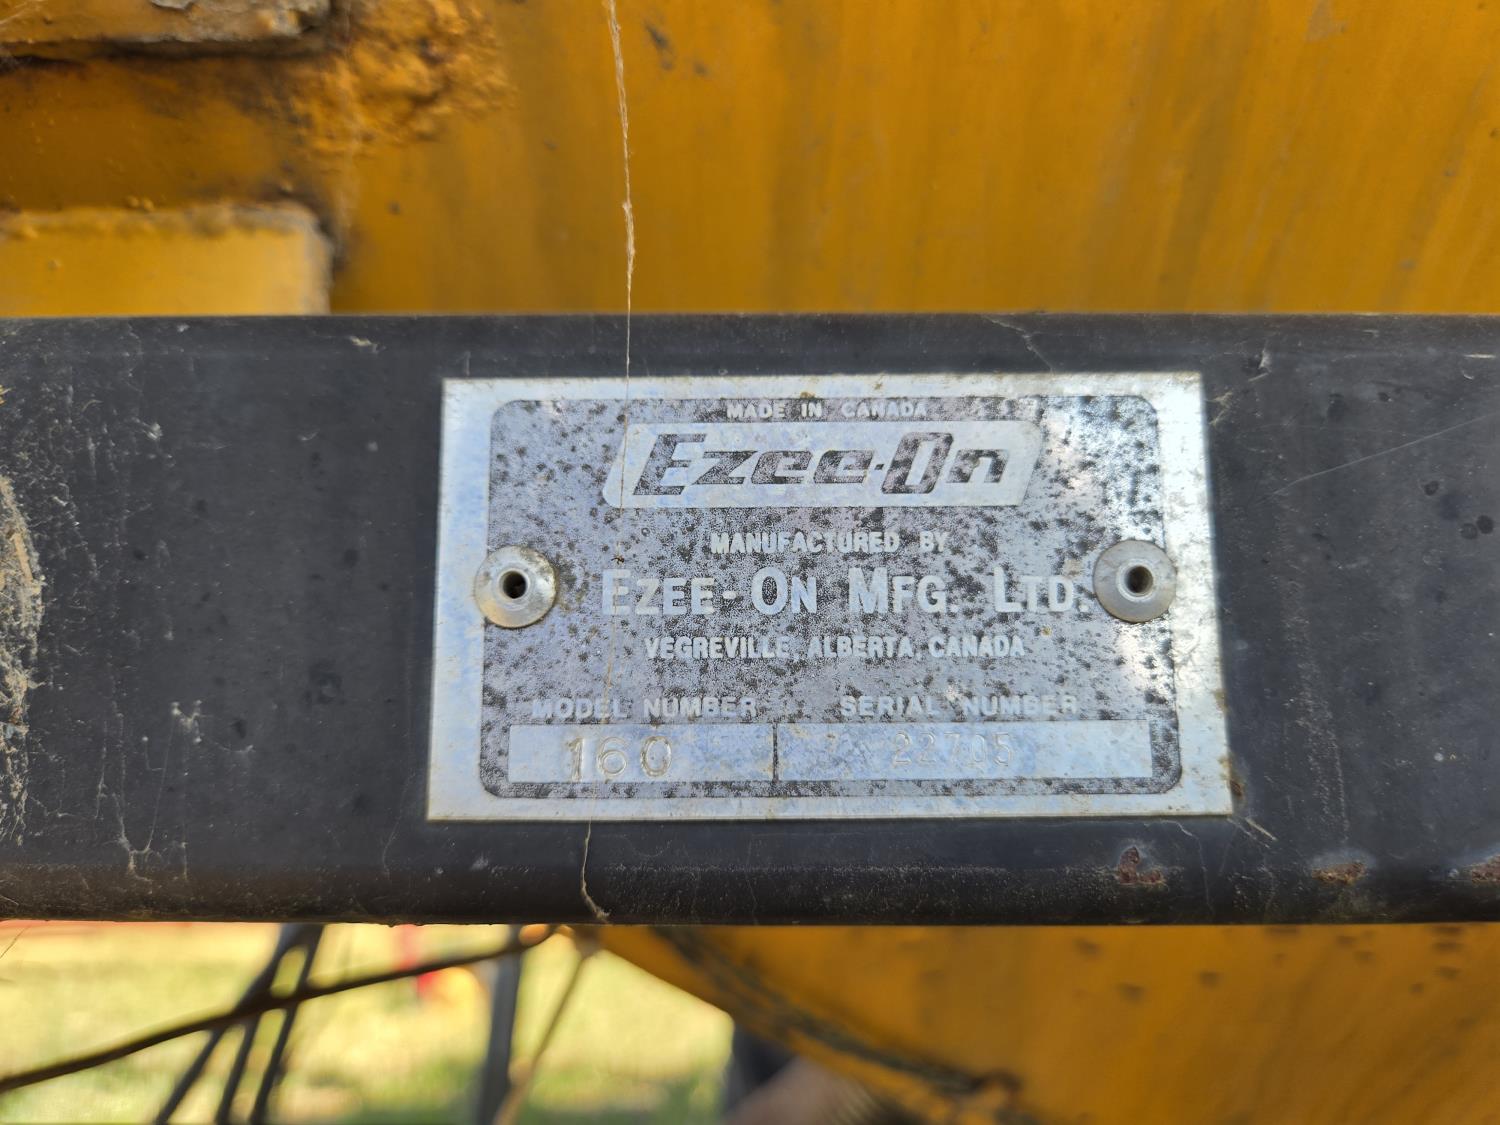 MADE IN CANADA
Ezee-On
MANUFACTURED BY
EZEE-ON MFG. LTD.
VEGREVILLE, ALBERTA, CANADA
MODEL NUMBER SERIAL NUMBER
160 22705